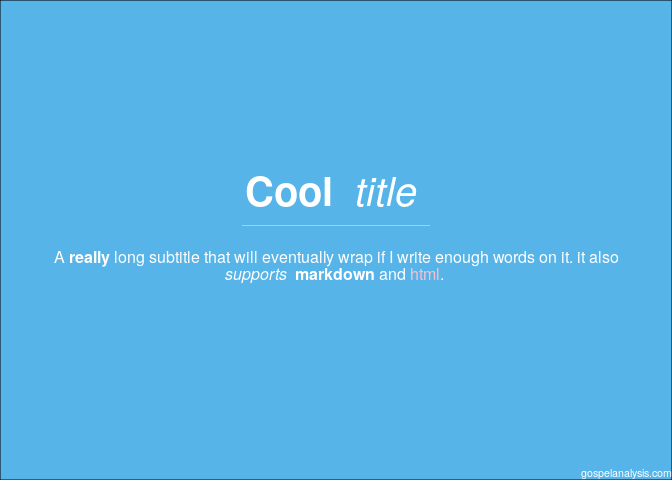 Cool title
A really long subtitle that will eventually wrap if I write enough words on it. it also
supports markdown and html.
gospelanalysis.com